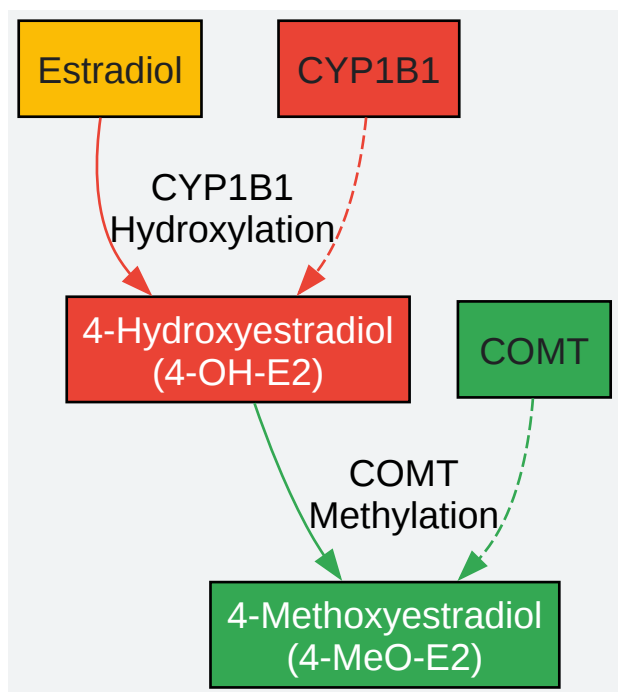 Estradiol
CYP1B1
CYP1B1
Hydroxylation
4-Hydroxyestradiol
(4-OH-E2)
COMT
COMT
Methylation
4-Methoxyestradiol
(4-MeO-E2)